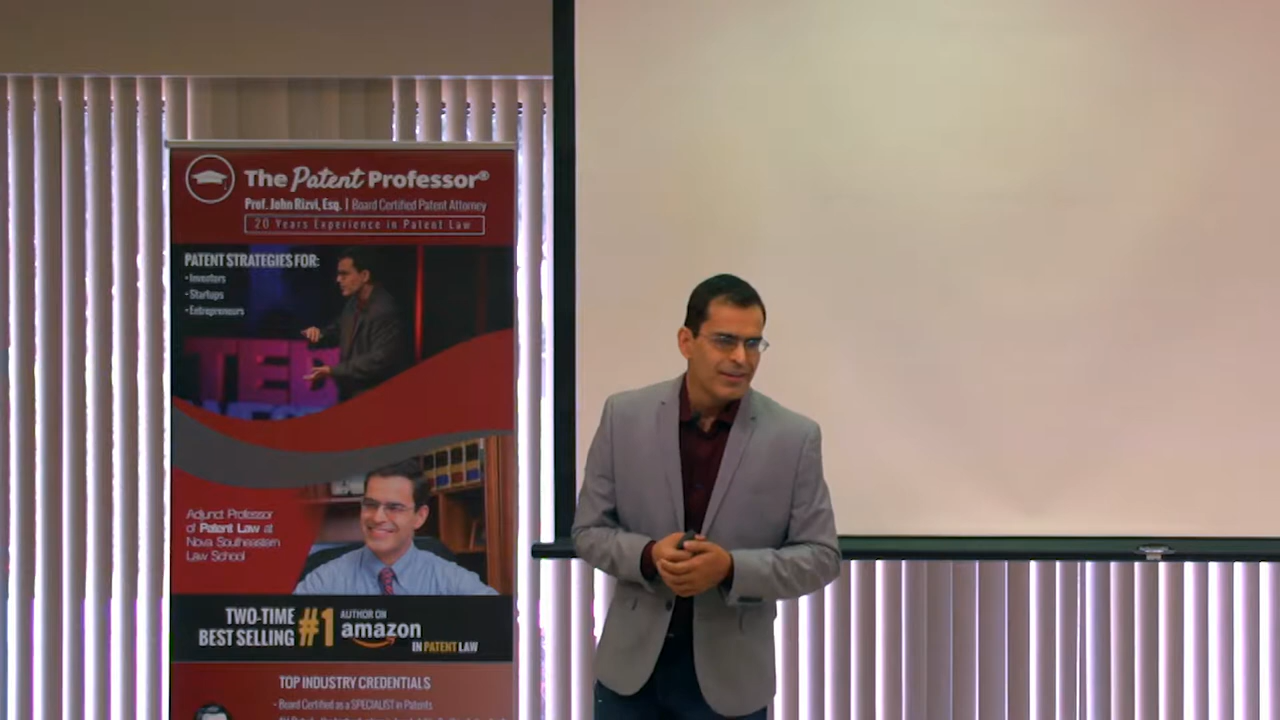 The Patent Professor®
Prof. John Rizvi, Esq. | Board Certified Patent Attorney
20 Years Experience in Patent Law
PATENT STRATEGIES FOR:
• Inventors
• Startups
• Entrepreneurs
TED
Adjunct Professor
of Patent Law at
Nova Southeastern
Law School
TWO-TIME
BEST SELLING
#1
AUTHOR ON
amazon
IN PATENT LAW
TOP INDUSTRY CREDENTIALS
- Board Certified as a SPECIALIST in Patents